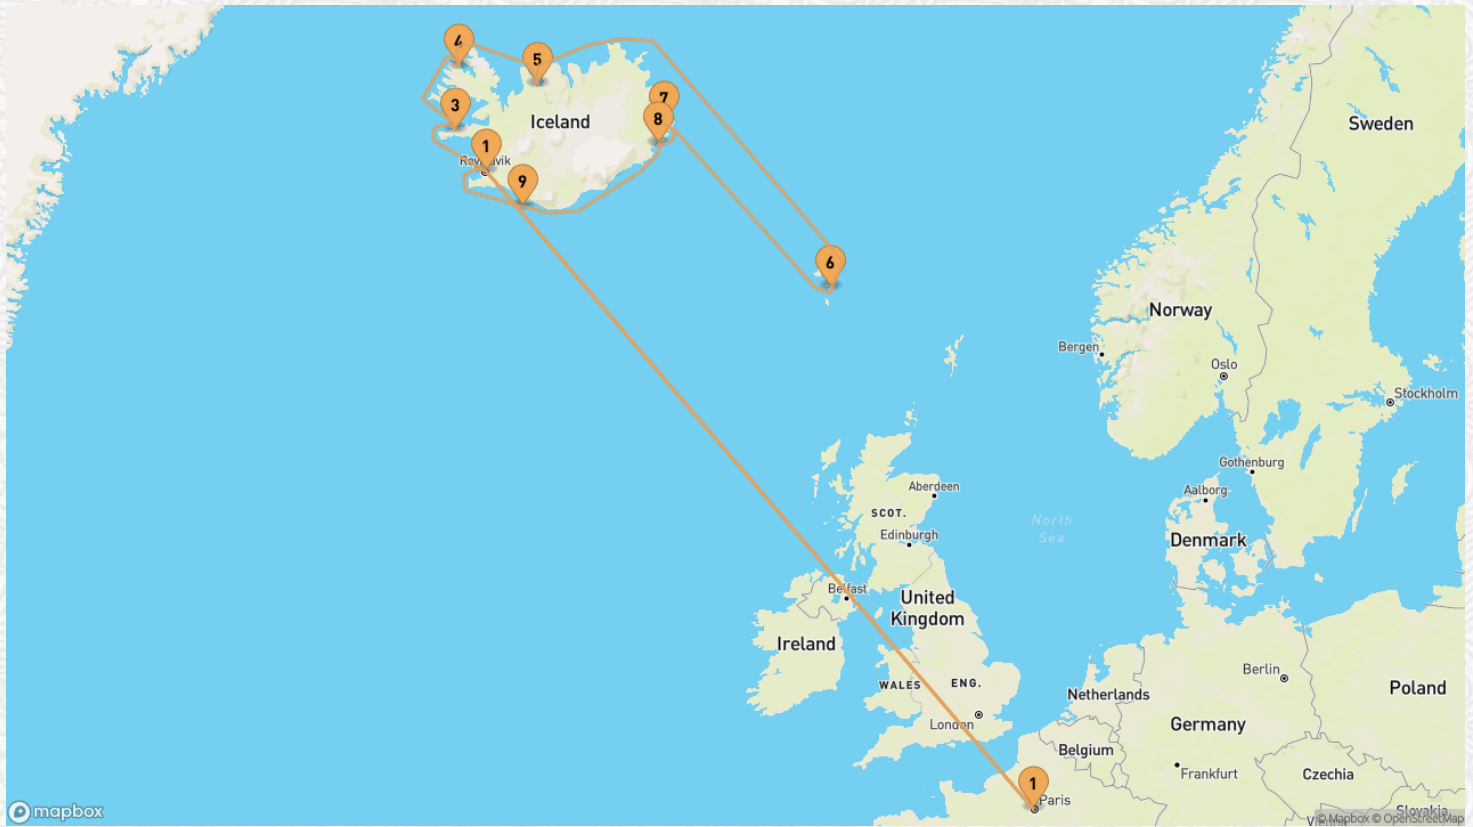 4
5
3
7
8
Iceland
1
Sweden
9
6
Norway
Bergen
Oslo
Stockholm
Gothenburg
Aalborg
Aberdeen
SCOT.
North
Sea
Edinburgh
Denmark
Belfast
United
Kingdom
Ireland
Berlin
WALES
ENG.
Netherlands
Poland
London
Germany
Belgium
Frankfurt
Czechia
1
Paris
mapbox
Slovakia
© Mapbox © OpenStreetMap